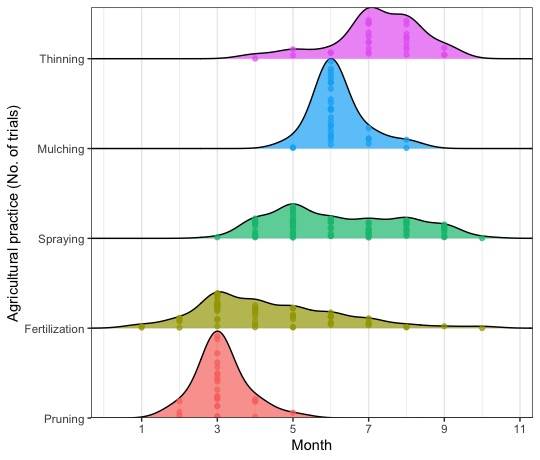 Agricultural practice (No. of trials)
Thinning
Mulching
Spraying
Fertilization
Pruning
1 3 5 7 9 11
Month